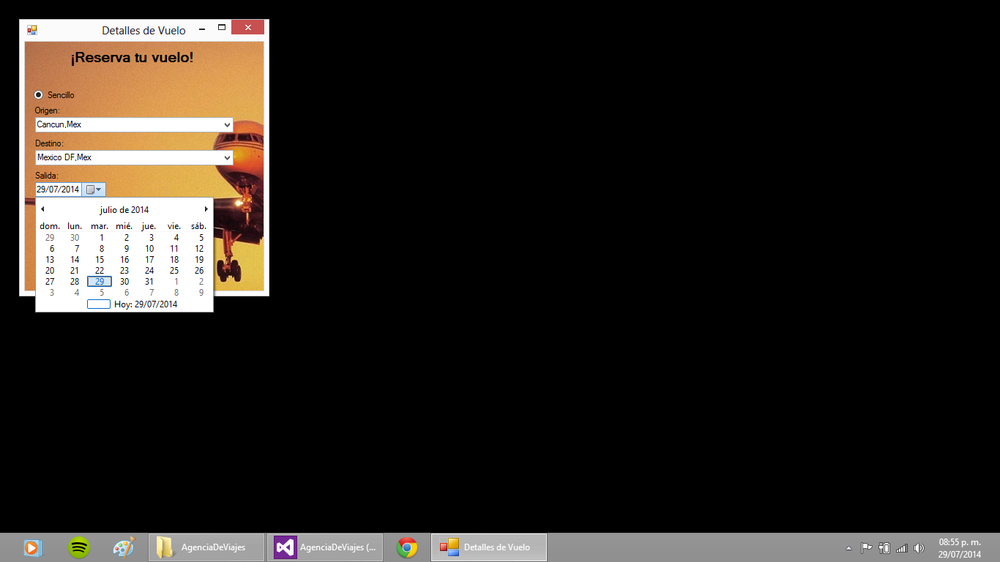 Detalles de Vuelo
¡Reserva tu vuelo!
Sencillo
Origen:
Cancun,Mex
Destino:
Mexico DF,Mex
Salida:
29/07/2014
julio de 2014
dom. lun. mar. mié. jue. vie. sáb.
29 30 1 2 3 4 5
6 7 8 9 10 11 12
13 14 15 16 17 18 19
20 21 22 23 24 25 26
27 28 29 30 31 1 2
3 4 5 6 7 8 9
Hoy: 29/07/2014
AgenciaDeViajes
AgenciaDeViajes (...
Detalles de Vuelo
08:55 p. m.
29/07/2014